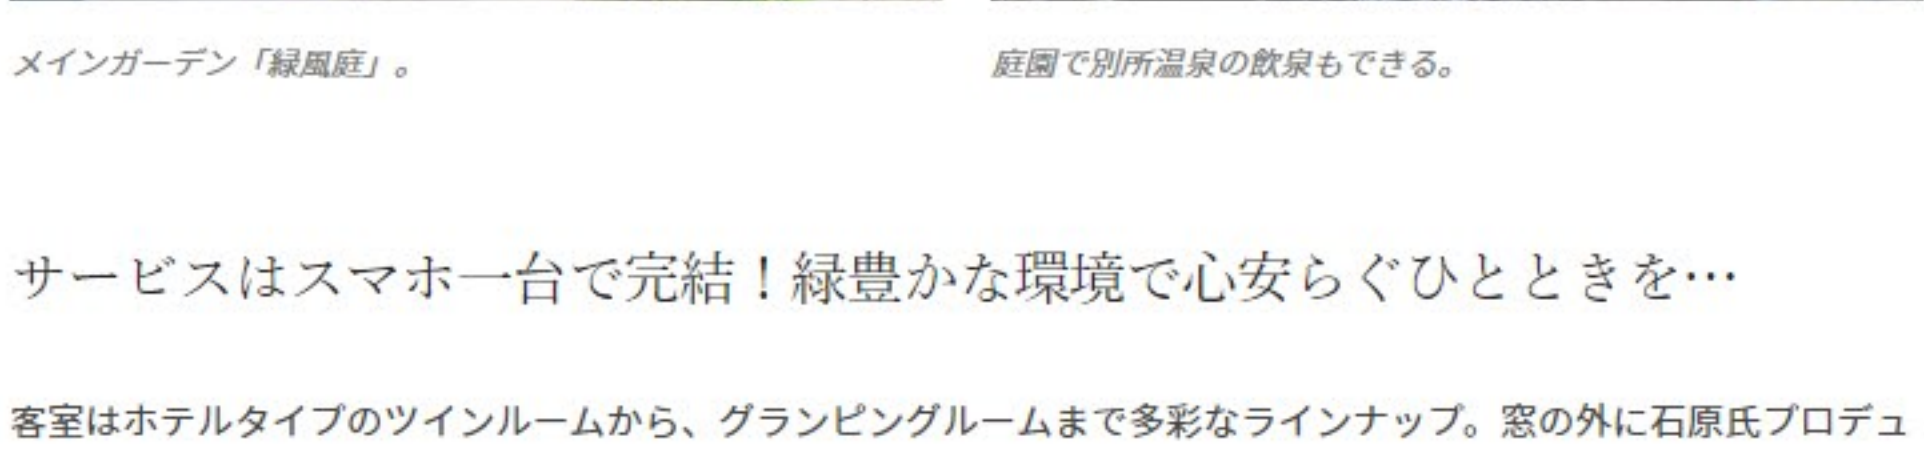 メインガーデン「緑風庭」。
庭園で別所温泉の飲泉もできる。
サービスはスマホ一台で完結！緑豊かな環境で心安らぐひとときを…
客室はホテルタイプのツインルームから、グランピングルームまで多彩なラインナップ。窓の外に石原氏プロデュ